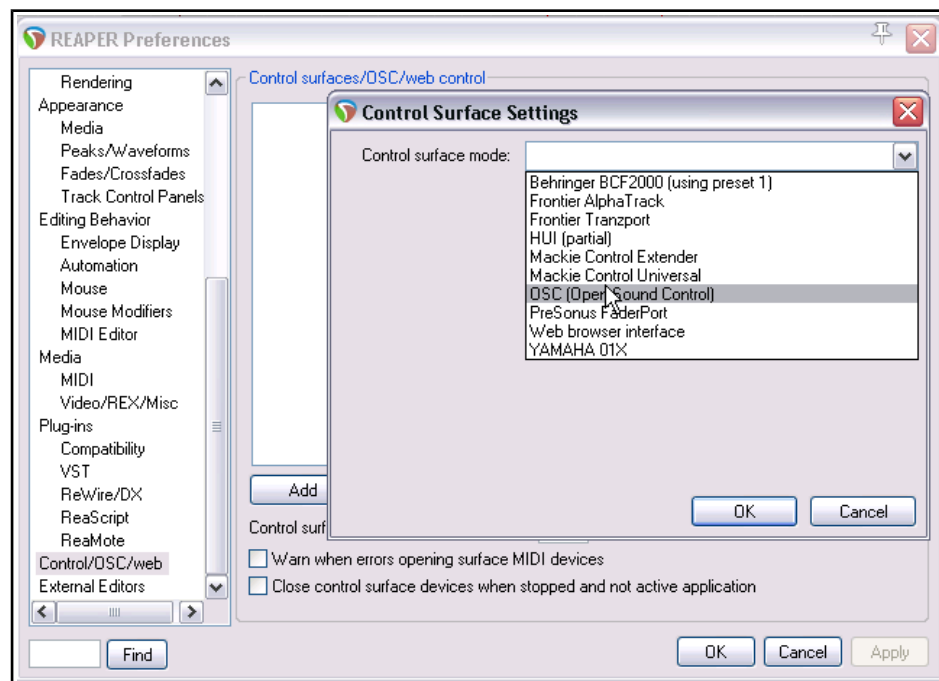 REAPER Preferences
Rendering
Appearance
Media
Peaks/Waveforms
Fades/Crossfades
Track Control Panels
Editing Behavior
Envelope Display
Automation
Mouse
Mouse Modifiers
MIDI Editor
Media
MIDI
Video/REX/Misc
Plug-ins
Compatibility
VST
ReWire/DX
ReaScript
ReaMote
Control/OSC/web
External Editors
Find
Control surfaces/OSC/web control
Control Surface Settings
Control surface mode:
Behringer BCF2000 (using preset 1)
Frontier AlphaTrack
Frontier Tranzport
HUI (partial)
Mackie Control Extender
Mackie Control Universal
OSC (Open Sound Control)
PreSonus FaderPort
Web browser interface
YAMAHA 01X
OK Cancel
Add
Control surf
Warn when errors opening surface MIDI devices
Close control surface devices when stopped and not active application
OK Cancel Apply